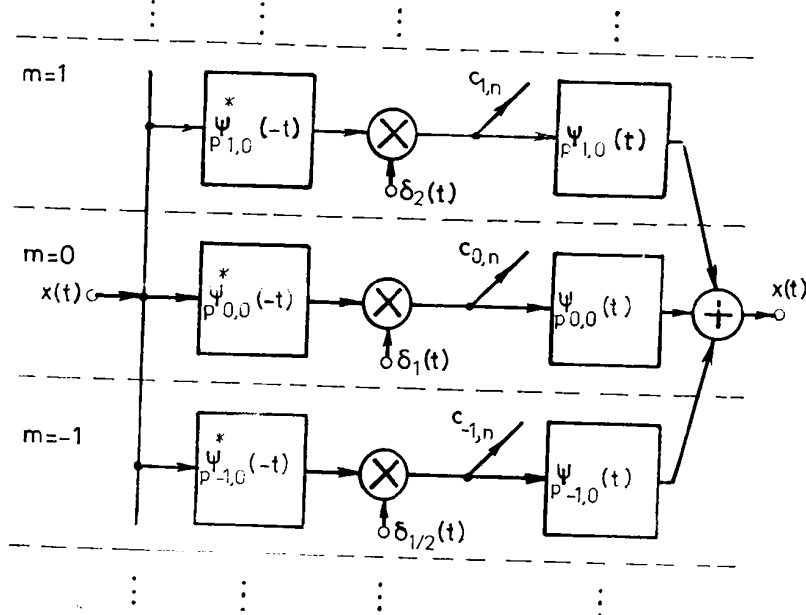 m=1
c1,n
pψ*1,0(-t)
pψ1,0(t)
δ2(t)
m=0
c0,n
x(t)
pψ*0,0(-t)
pψ0,0(t)
x(t)
δ1(t)
m=-1
c-1,n
pψ*-1,0(-t)
pψ-1,0(t)
δ1/2(t)